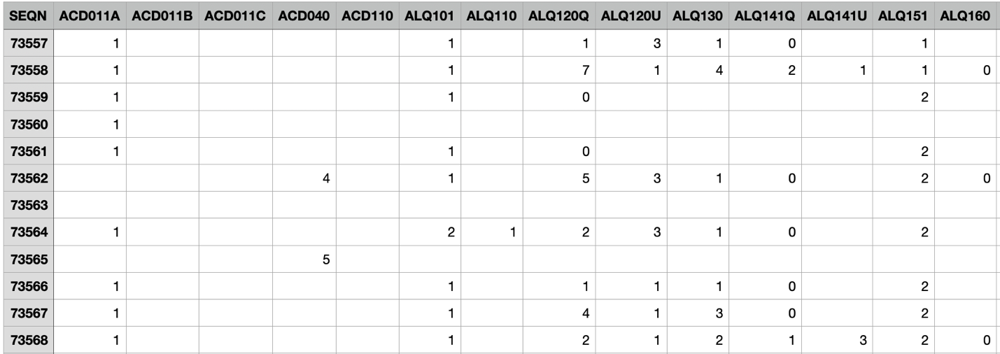 SEQN ACD011A ACD011B ACD011C ACD040 ACD110 ALQ101 ALQ110 ALQ120Q ALQ120U ALQ130 ALQ141Q ALQ141U ALQ151 ALQ160
73557 1 1 1 3 1 0 1
73558 1 1 7 1 4 2 1 1 0
73559 1 1 0 2
73560 1
73561 1 1 0 2
73562 4 1 5 3 1 0 2 0
73563
73564 1 2 1 2 3 1 0 2
73565 5
73566 1 1 1 1 1 0 2
73567 1 1 4 1 3 0 2
73568 1 1 2 1 2 1 3 2 0